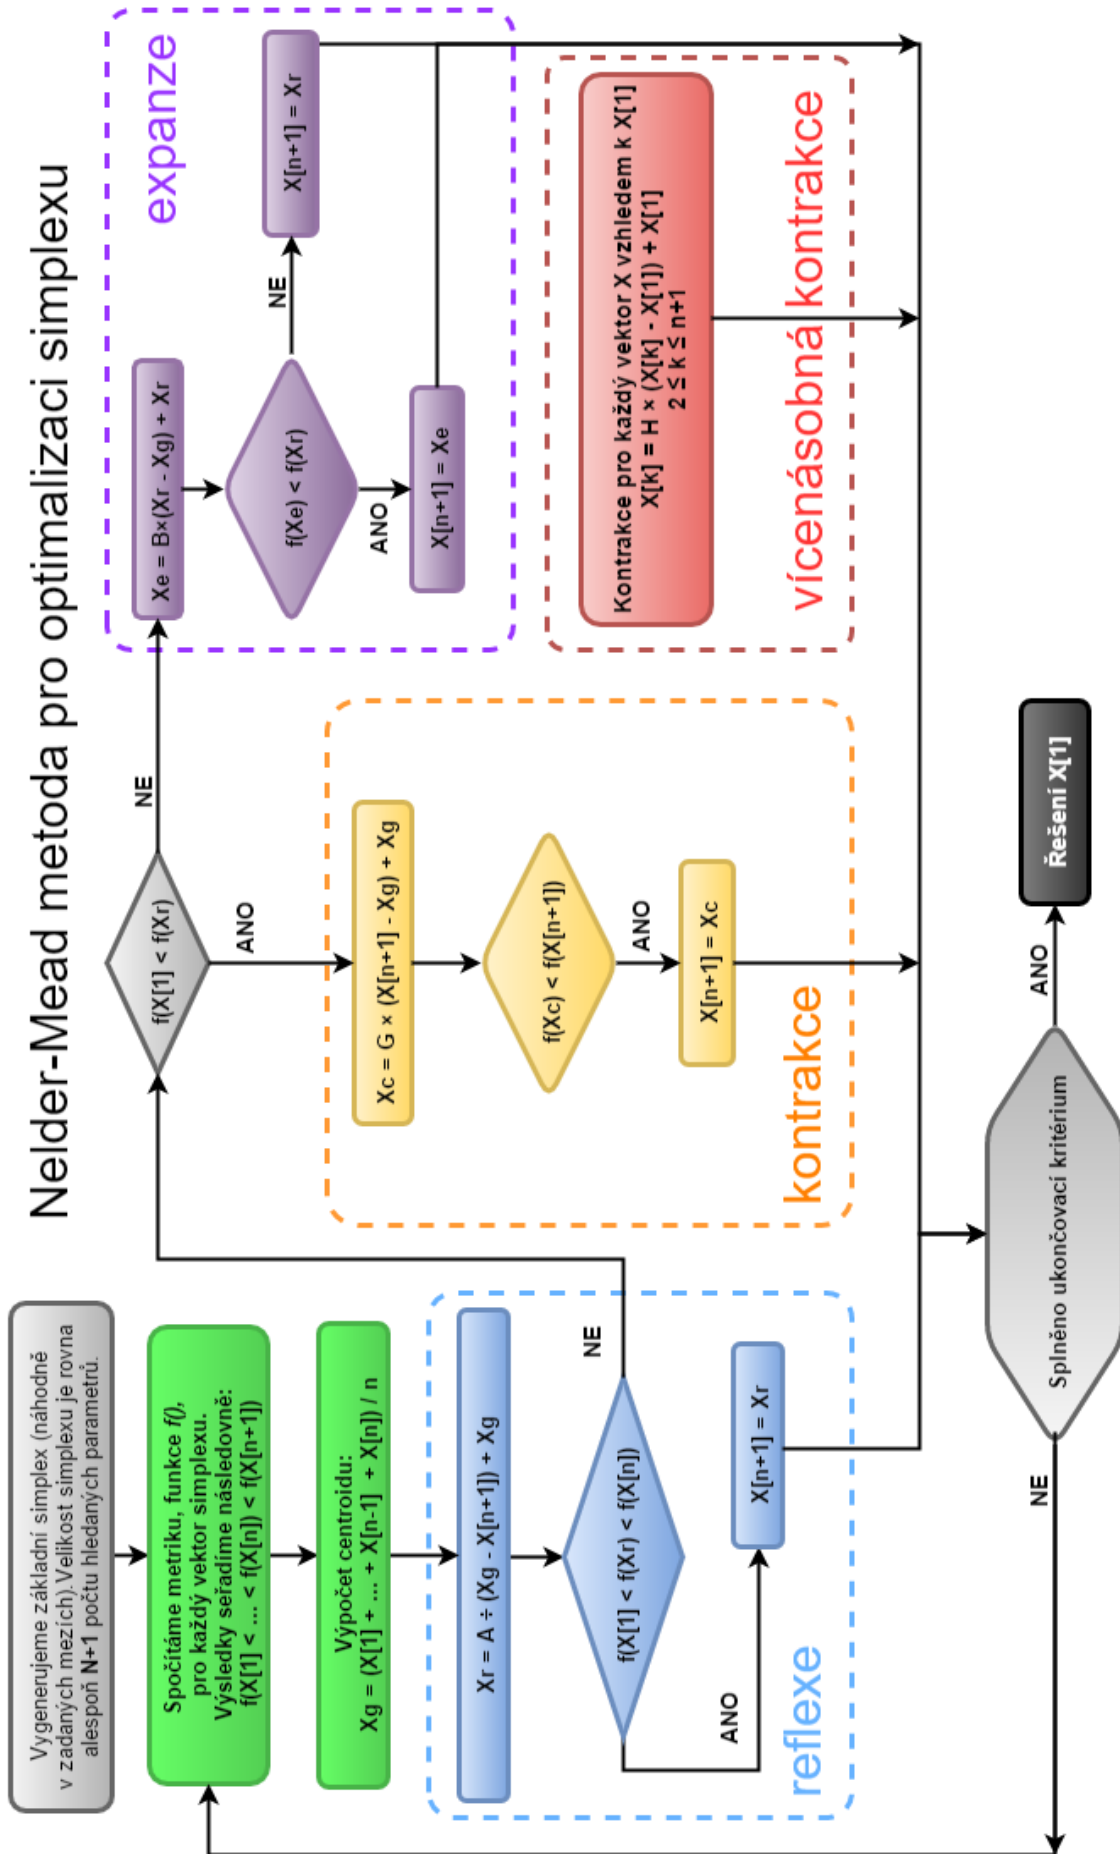 Nelder-Mead metoda pro optimalizaci simplexu
Vygenerujeme základní simplex (náhodně
v zadaných mezích).Velikost simplexu je rovna
alespoň N+1 počtu hledaných parametrů.
Spočítáme metriku, funkce f(),
pro každý vektor simplexu.
Výsledky seřadíme následovně:
f(X[1] < ... < f(X[n]) < f(X[n+1])
Výpočet centroidu:
Xg = (X[1] + ... + X[n-1] + X[n]) / n
Xr = A ÷ (Xg - X[n+1]) + Xg
f(X[1] < f(Xr) < f(X[n])
NE
ANO
X[n+1] = Xr
reflexe
f(X[1] < f(Xr)
NE
ANO
Xc = G × (X[n+1] - Xg) + Xg
f(Xc) < f(X[n+1])
ANO
X[n+1] = Xc
kontrakce
expanze
Xe = B×(Xr - Xg) + Xr
f(Xe) < f(Xr)
NE
X[n+1] = Xr
ANO
X[n+1] = Xe
Kontrakce pro každý vektor X vzhledem k X[1]
X[k] = H × (X[k] - X[1]) + X[1]
2 ≤ k ≤ n+1
vícenásobná kontrakce
Splněno ukončovací kritérium
NE
ANO
Řešení X[1]